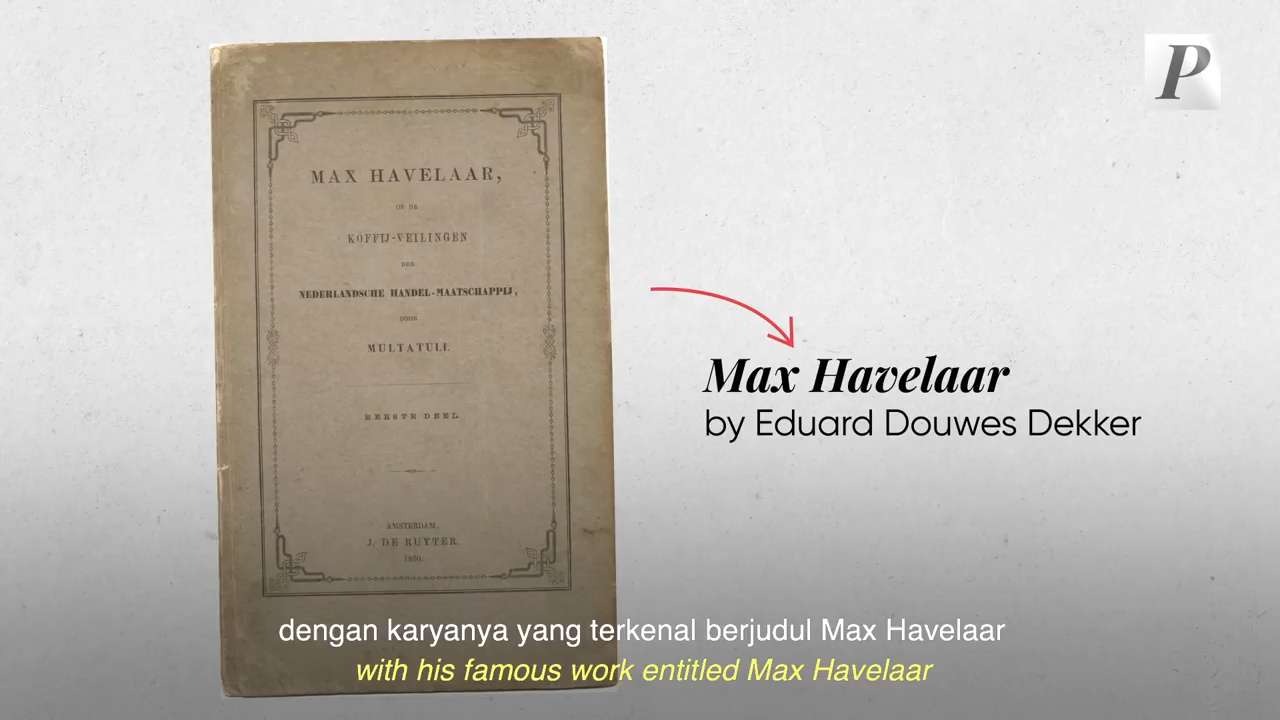 MAX HAVELAAR,
OF DE
KOFFIJ-VEILINGEN
DER
NEDERLANDSCHE HANDEL-MAATSCHAPPIJ,
DOOR
MULTATULI.
EERSTE DEEL.
AMSTERDAM,
J. DE RUYTER.
1860.
P
Max Havelaar
by Eduard Douwes Dekker
dengan karyanya yang terkenal berjudul Max Havelaar
with his famous work entitled Max Havelaar